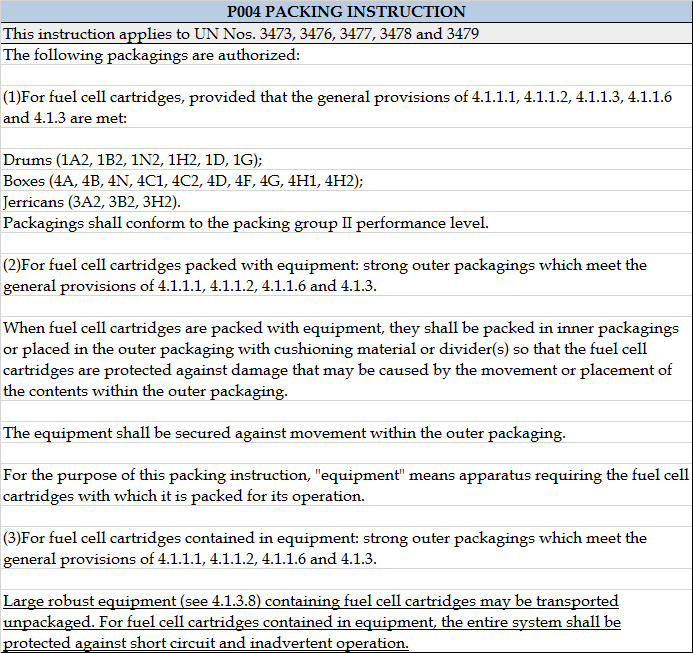 P004 PACKING INSTRUCTION
This instruction applies to UN Nos. 3473, 3476, 3477, 3478 and 3479
The following packagings are authorized:
(1)For fuel cell cartridges, provided that the general provisions of 4.1.1.1, 4.1.1.2, 4.1.1.3, 4.1.1.6
and 4.1.3 are met:
Drums (1A2, 1B2, 1N2, 1H2, 1D, 1G);
Boxes (4A, 4B, 4N, 4C1, 4C2, 4D, 4F, 4G, 4H1, 4H2);
Jerricans (3A2, 3B2, 3H2).
Packagings shall conform to the packing group II performance level.
(2)For fuel cell cartridges packed with equipment: strong outer packagings which meet the
general provisions of 4.1.1.1, 4.1.1.2, 4.1.1.6 and 4.1.3.
When fuel cell cartridges are packed with equipment, they shall be packed in inner packagings
or placed in the outer packaging with cushioning material or divider(s) so that the fuel cell
cartridges are protected against damage that may be caused by the movement or placement of
the contents within the outer packaging.
The equipment shall be secured against movement within the outer packaging.
For the purpose of this packing instruction, "equipment" means apparatus requiring the fuel cell
cartridges with which it is packed for its operation.
(3)For fuel cell cartridges contained in equipment: strong outer packagings which meet the
general provisions of 4.1.1.1, 4.1.1.2, 4.1.1.6 and 4.1.3.
Large robust equipment (see 4.1.3.8) containing fuel cell cartridges may be transported
unpackaged. For fuel cell cartridges contained in equipment, the entire system shall be
protected against short circuit and inadvertent operation.